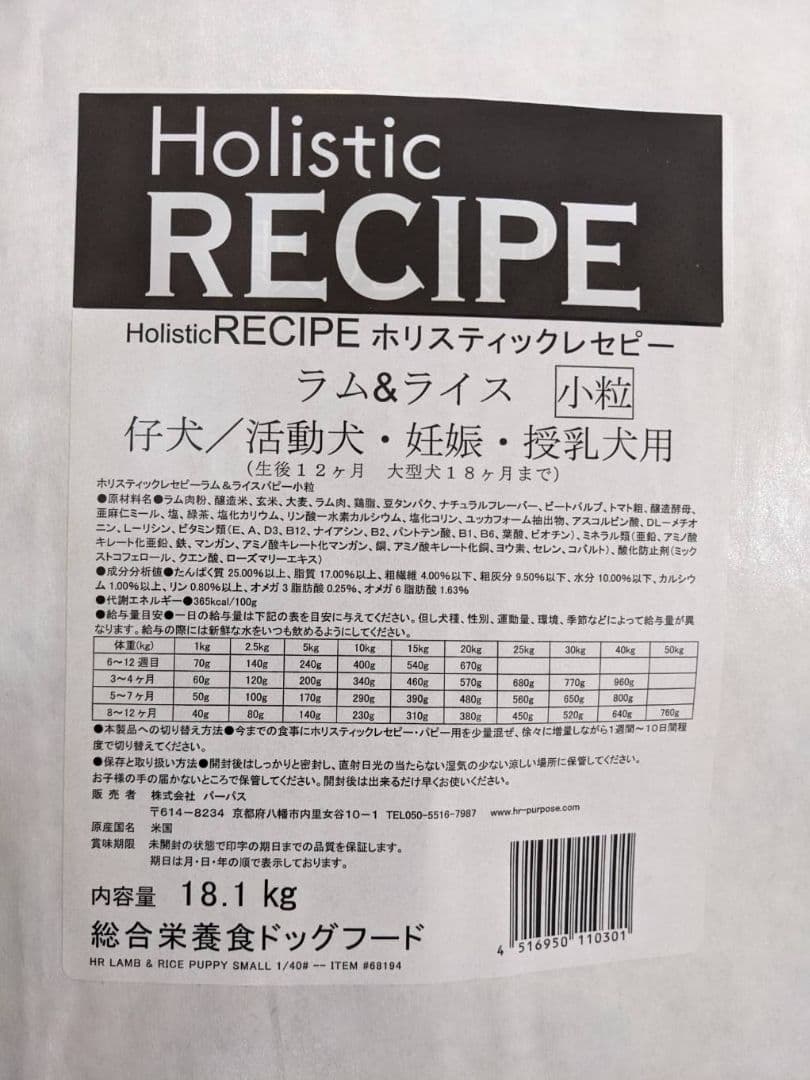 Holistic
RECIPE
HolisticRECIPE ホリスティックレセピー
ラム&ライス 小粒
仔犬／活動犬・妊娠・授乳犬用
（生後１２ヶ月　大型犬１８ヶ月まで）
ホリスティックレセピーラム＆ライスパピー小粒
●原材料名●ラム肉粉、醸造米、玄米、大麦、ラム肉、鶏脂、豆タンパク、ナチュラルフレーバー、ビートパルプ、トマト粗、醸造酵母、
亜麻仁ミール、塩、緑茶、塩化カリウム、リン酸一水素カルシウム、塩化コリン、ユッカフォーム抽出物、アスコルビン酸、DL－メチオ
ニン、L－リシン、ビタミン類（E、A、D3、B12、ナイアシン、B2、パントテン酸、B1、B6、葉酸、ビオチン）、ミネラル類（亜鉛、アミノ酸
キレート化亜鉛、鉄、マンガン、アミノ酸キレート化マンガン、銅、アミノ酸キレート化銅、ヨウ素、セレン、コバルト）、酸化防止剤（ミック
ストコフェロール、クエン酸、ローズマリーエキス）
●成分分析値●たんぱく質 25.00％以上、脂質 17.00％以上、粗繊維 4.00％以下、粗灰分 9.50％以下、水分 10.00％以下、カルシウ
ム 1.00％以上、リン 0.80％以上、オメガ 3 脂肪酸 0.25％、オメガ 6 脂肪酸 1.63％
●代謝エネルギー●365kcal/100g
●給与量目安●一日の給与量は下記の表を目安に与えてください。但し犬種、性別、運動量、環境、季節などによって給与量が異
なります。給与の際には新鮮な水をいつも飲めるようにしてください。
体重(kg) 1kg 2.5kg 5kg 10kg 15kg 20kg 25kg 30kg 40kg 50kg
6～12 週目 70g 140g 240g 400g 540g 670g
3～4ヶ月 60g 120g 200g 340g 460g 570g 680g 770g 960g
5～7ヶ月 50g 100g 170g 290g 390g 480g 560g 650g 800g
8～12ヶ月 40g 80g 140g 230g 310g 380g 450g 520g 640g 760g
●本製品への切り替え方法●今までの食事にホリスティックレセピー・パピー用を少量混ぜ、徐々に増量しながら1週間～10日間程
度で切り替えてください。
●保存と取り扱い方法●開封後はしっかりと密封し、直射日光の当たらない湿気の少ない涼しい場所に保管してください。
お子様の手の届かないところで保管してください。開封後は出来るだけ早くお使いください。
販 売 者 株式会社 パーパス
〒614－8234 京都府八幡市内里女谷10－1 TEL050-5516-7987 www.hr-purpose.com
原産国名 米国
賞味期限 未開封の状態で印字の期日までの品質を保証します。
期日は月・日・年の順で表示しております。
内容量 18.1 kg
総合栄養食ドッグフード
HR LAMB & RICE PUPPY SMALL 1/40# -- ITEM #68194
4 516950 110301